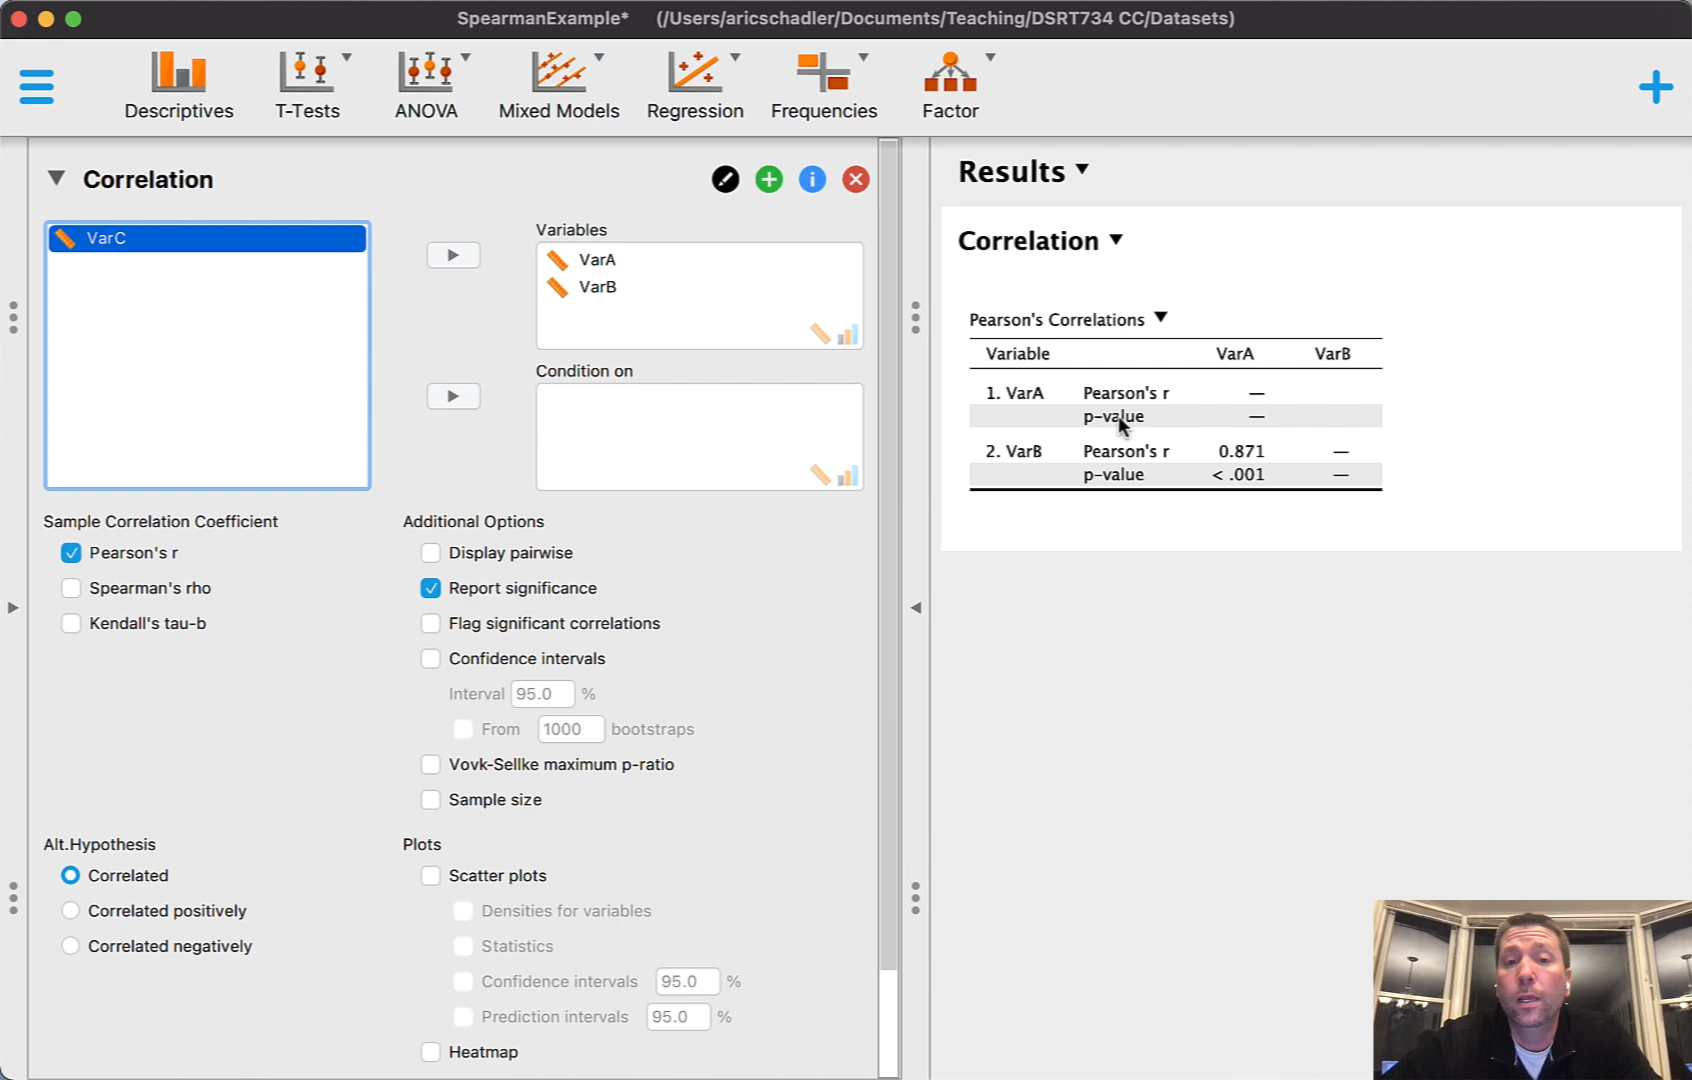 SpearmanExample* (/Users/aricschadler/Documents/Teaching/DSRT734 CC/Datasets)
Descriptives T-Tests ANOVA Mixed Models Regression Frequencies Factor
Correlation
VarC
Variables
VarA
VarB
Condition on
Sample Correlation Coefficient
Pearson's r
Spearman's rho
Kendall's tau-b
Additional Options
Display pairwise
Report significance
Flag significant correlations
Confidence intervals
Interval 95.0 %
From 1000 bootstraps
Vovk-Sellke maximum p-ratio
Sample size
Alt.Hypothesis
Correlated
Correlated positively
Correlated negatively
Plots
Scatter plots
Densities for variables
Statistics
Confidence intervals 95.0 %
Prediction intervals 95.0 %
Heatmap
Results
Correlation
Pearson's Correlations
Variable VarA VarB
1. VarA Pearson's r —
p-value —
2. VarB Pearson's r 0.871 —
p-value < .001 —